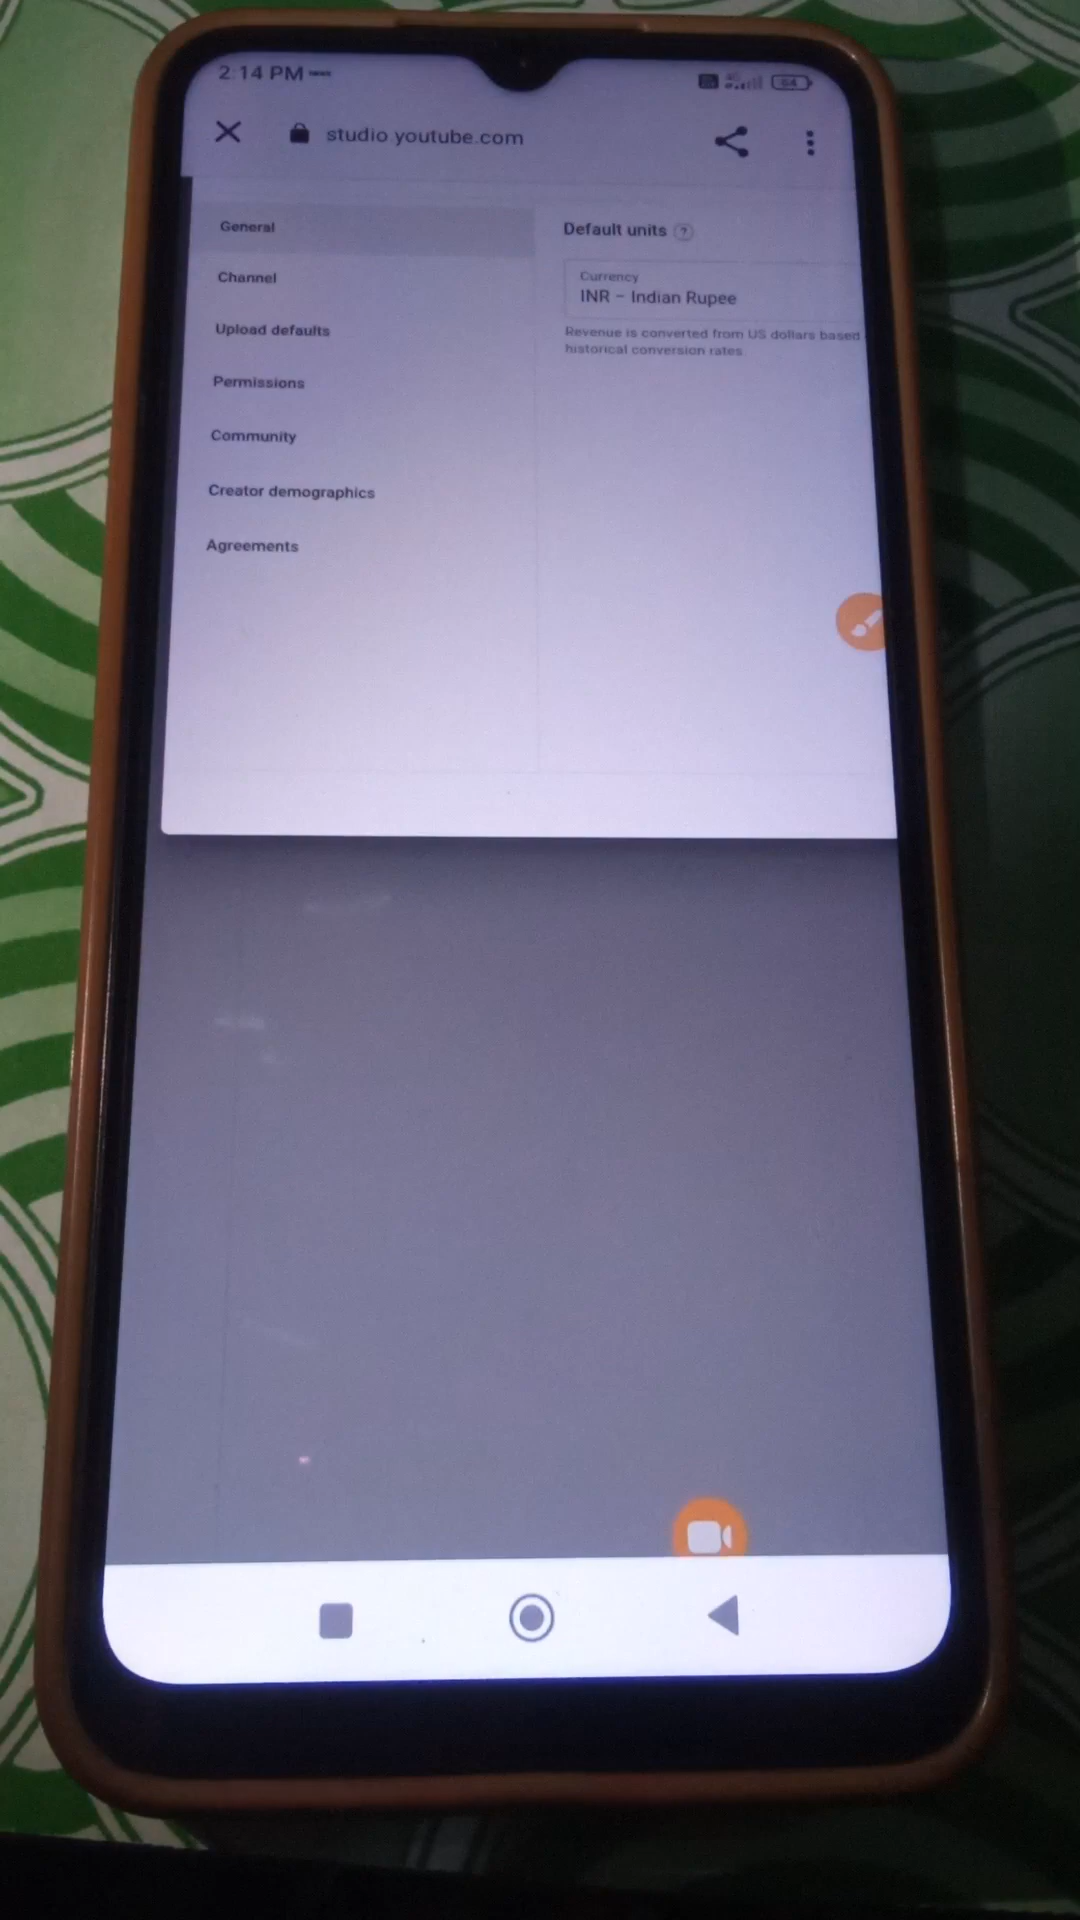 2:14 PM
studio.youtube.com
General
Channel
Upload defaults
Permissions
Community
Creator demographics
Agreements
Default units ?
Currency
INR – Indian Rupee
Revenue is converted from US dollars based
historical conversion rates